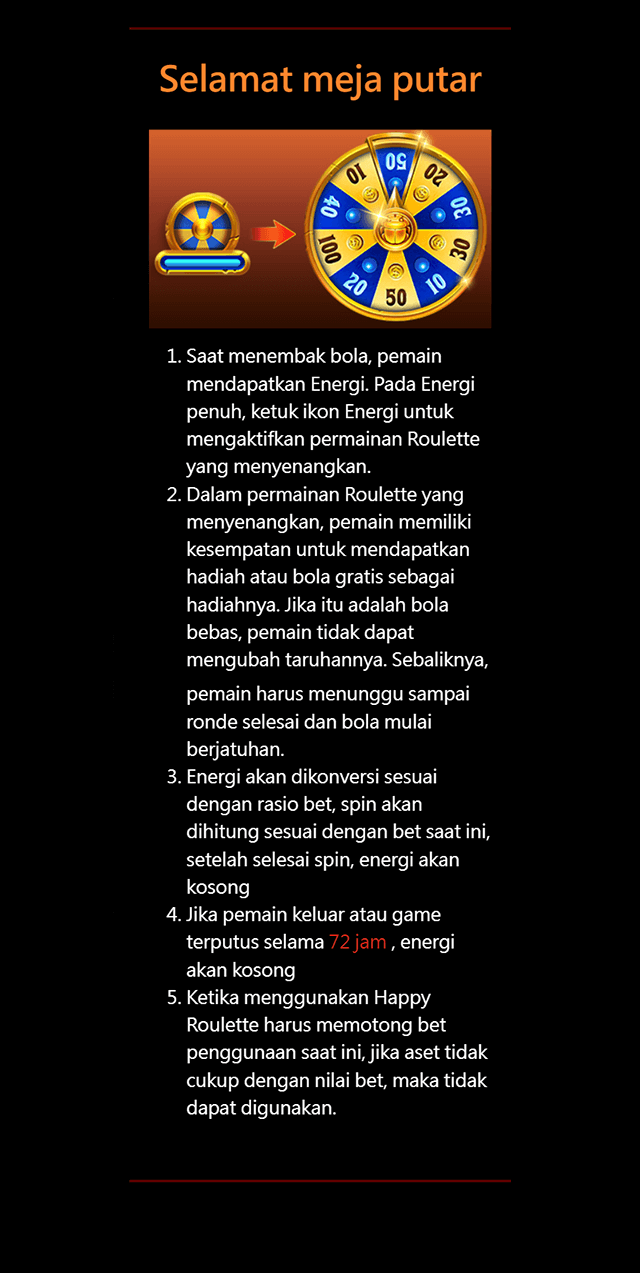 Selamat meja putar
50
20
30
30
10
50
20
100
40
10
1. Saat menembak bola, pemain
mendapatkan Energi. Pada Energi
penuh, ketuk ikon Energi untuk
mengaktifkan permainan Roulette
yang menyenangkan.
2. Dalam permainan Roulette yang
menyenangkan, pemain memiliki
kesempatan untuk mendapatkan
hadiah atau bola gratis sebagai
hadiahnya. Jika itu adalah bola
bebas, pemain tidak dapat
mengubah taruhannya. Sebaliknya,
pemain harus menunggu sampai
ronde selesai dan bola mulai
berjatuhan.
3. Energi akan dikonversi sesuai
dengan rasio bet, spin akan
dihitung sesuai dengan bet saat ini,
setelah selesai spin, energi akan
kosong
4. Jika pemain keluar atau game
terputus selama 72 jam , energi
akan kosong
5. Ketika menggunakan Happy
Roulette harus memotong bet
penggunaan saat ini, jika aset tidak
cukup dengan nilai bet, maka tidak
dapat digunakan.